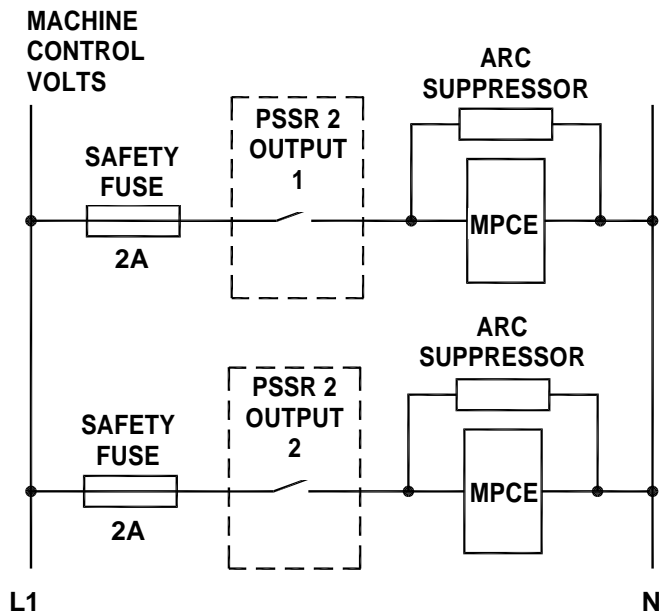 MACHINE
CONTROL
VOLTS
ARC
SUPPRESSOR
PSSR 2
OUTPUT
1
SAFETY
FUSE
MPCE
2A
ARC
SUPPRESSOR
PSSR 2
OUTPUT
2
SAFETY
FUSE
MPCE
2A
L1
N